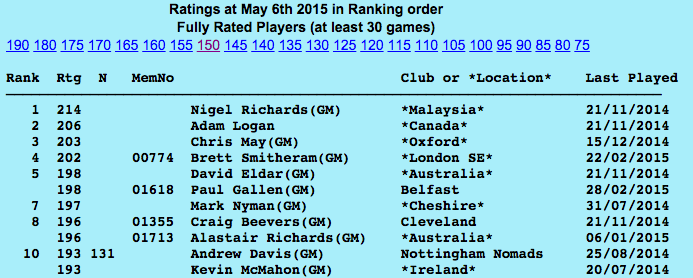 Ratings at May 6th 2015 in Ranking order
Fully Rated Players (at least 30 games)
190 180 175 170 165 160 155 150 145 140 135 130 125 120 115 110 105 100 95 90 85 80 75
Rank Rtg N MemNo Club or *Location* Last Played
1 214 Nigel Richards(GM) *Malaysia* 21/11/2014
2 206 Adam Logan *Canada* 21/11/2014
3 203 Chris May(GM) *Oxford* 15/12/2014
4 202 00774 Brett Smitheram(GM) *London SE* 22/02/2015
5 198 David Eldar(GM) *Australia* 21/11/2014
198 01618 Paul Gallen(GM) Belfast 28/02/2015
7 197 Mark Nyman(GM) *Cheshire* 31/07/2014
8 196 01355 Craig Beevers(GM) Cleveland 21/11/2014
196 01713 Alastair Richards(GM) *Australia* 06/01/2015
10 193 131 Andrew Davis(GM) Nottingham Nomads 25/08/2014
193 Kevin McMahon(GM) *Ireland* 20/07/2014